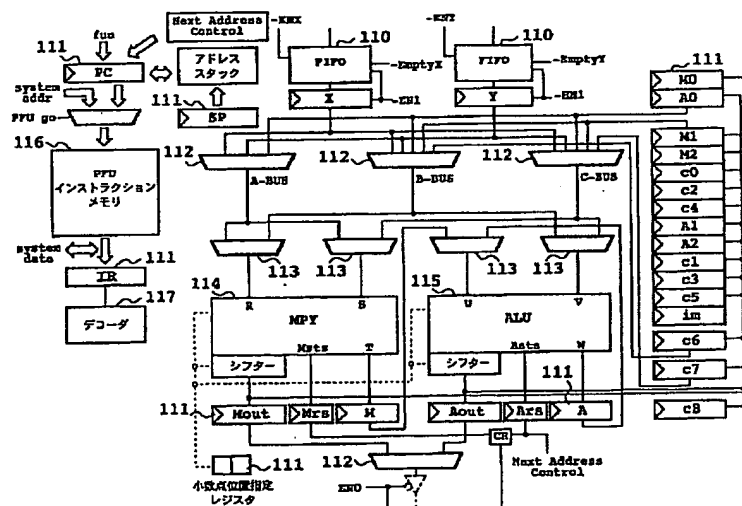 Next Address
Control
111
fun
PC
アドレス
スタック
system
addr
PFU go
111
SP
116
PFU
インストラクション
メモリ
system
data
111
IR
117
デコーダ
110
FIFO
-EmptyX
X
-EN1
110
FIFO
-EmptyY
Y
112
A-BUS
112
B-BUS
112
C-BUS
113
113
113
113
114
R
S
MPY
Msts
T
シフター
115
U
V
ALU
Asts
W
シフター
111
Mout
Mrs
M
Aout
Ars
A
111
112
CR
Next Address
Control
111
小数点位置指定
レジスタ
EN0
111
M0
A0
M1
M2
c0
c2
c4
A1
A2
c1
c3
c5
im
c6
c7
c8